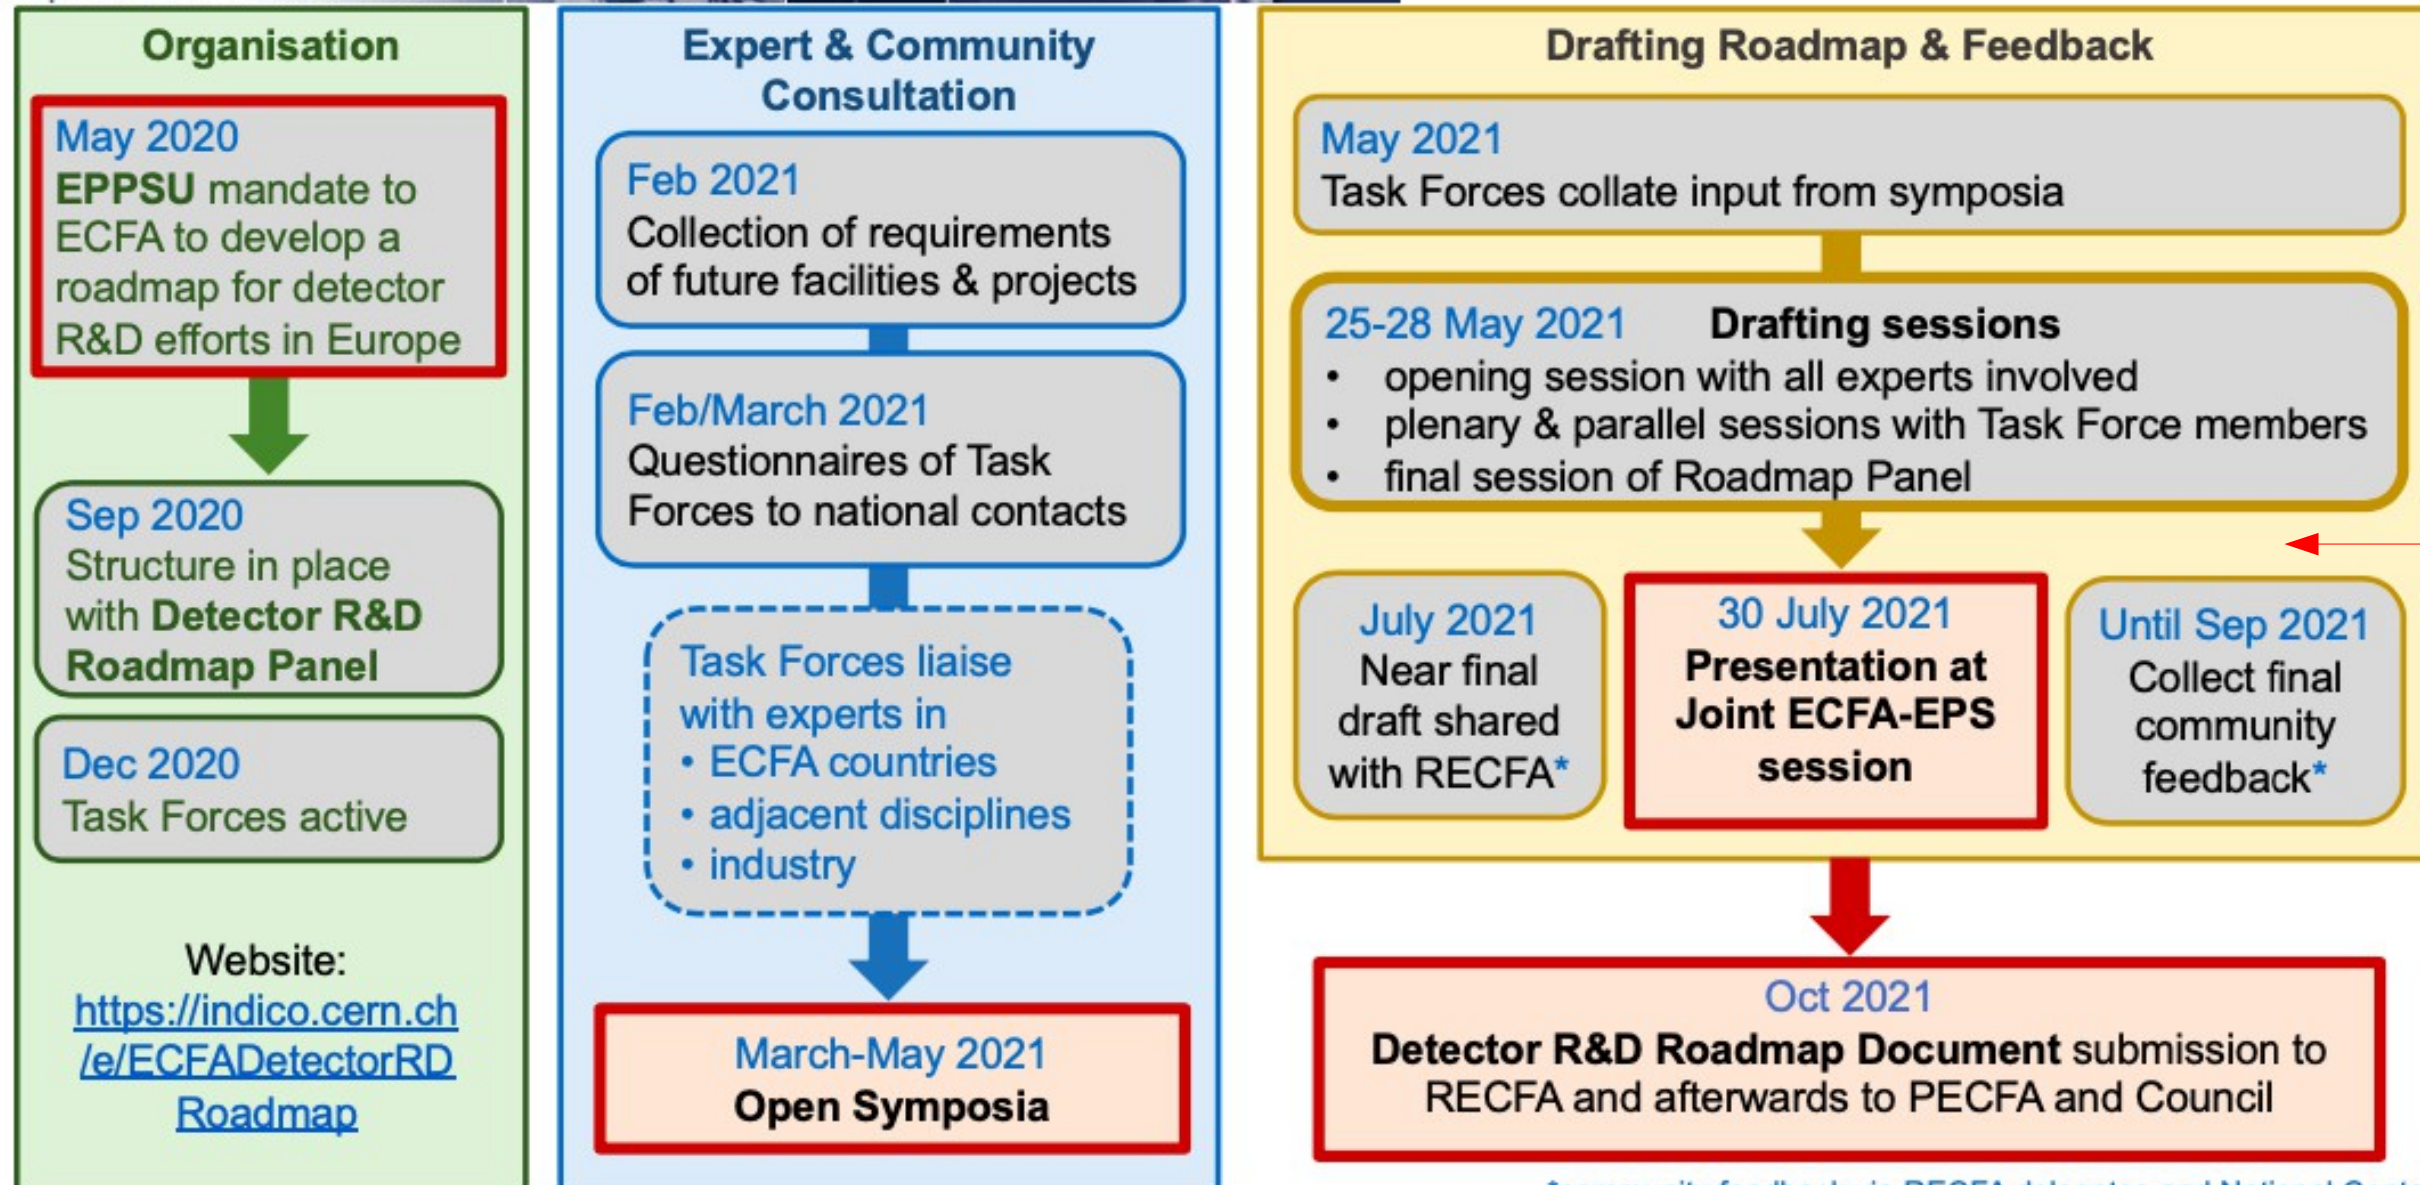 Organisation
May 2020
EPPSU mandate to
ECFA to develop a
roadmap for detector
R&D efforts in Europe
Sep 2020
Structure in place
with Detector R&D
Roadmap Panel
Dec 2020
Task Forces active
Website:
https://indico.cern.ch
/e/ECFADetectorRD
Roadmap
Expert & Community
Consultation
Feb 2021
Collection of requirements
of future facilities & projects
Feb/March 2021
Questionnaires of Task
Forces to national contacts
Task Forces liaise
with experts in
• ECFA countries
• adjacent disciplines
• industry
March-May 2021
Open Symposia
Drafting Roadmap & Feedback
May 2021
Task Forces collate input from symposia
25-28 May 2021 Drafting sessions
• opening session with all experts involved
• plenary & parallel sessions with Task Force members
• final session of Roadmap Panel
July 2021
Near final
draft shared
with RECFA*
30 July 2021
Presentation at
Joint ECFA-EPS
session
Until Sep 2021
Collect final
community
feedback*
Oct 2021
Detector R&D Roadmap Document submission to
RECFA and afterwards to PECFA and Council